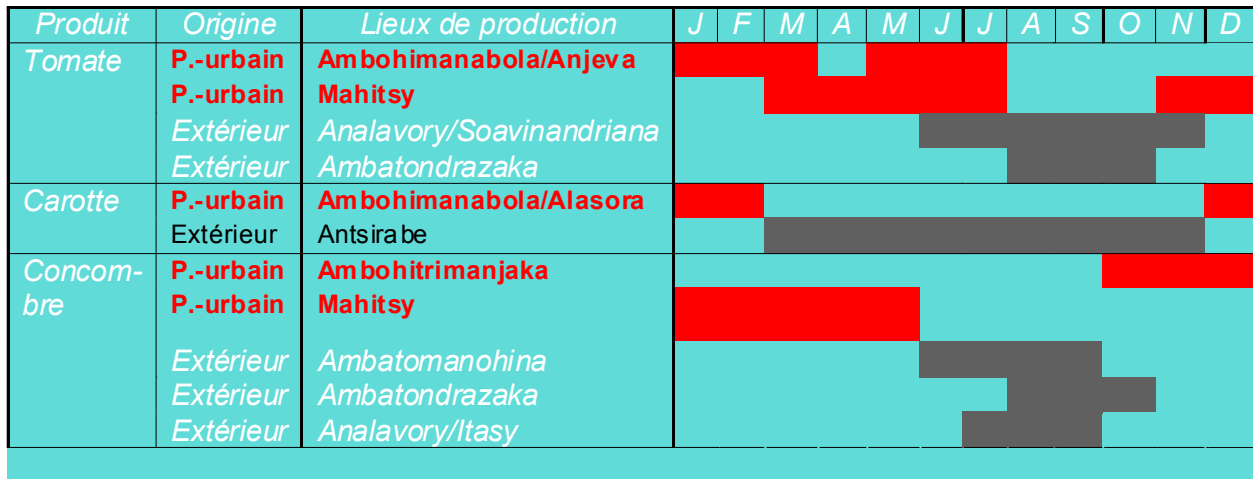 Produit Origine Lieux de production J F M A M J J A S O N D
Tomate P.-urbain Ambohimanabola/Anjeva
P.-urbain Mahitsy
Extérieur Analavory/Soavinandriana
Extérieur Ambatondrazaka
Carotte P.-urbain Ambohimanabola/Alasora
Extérieur Antsirabe
Concom- P.-urbain Ambohitrimanjaka
bre P.-urbain Mahitsy
Extérieur Ambatomanohina
Extérieur Ambatondrazaka
Extérieur Analavory/Itasy